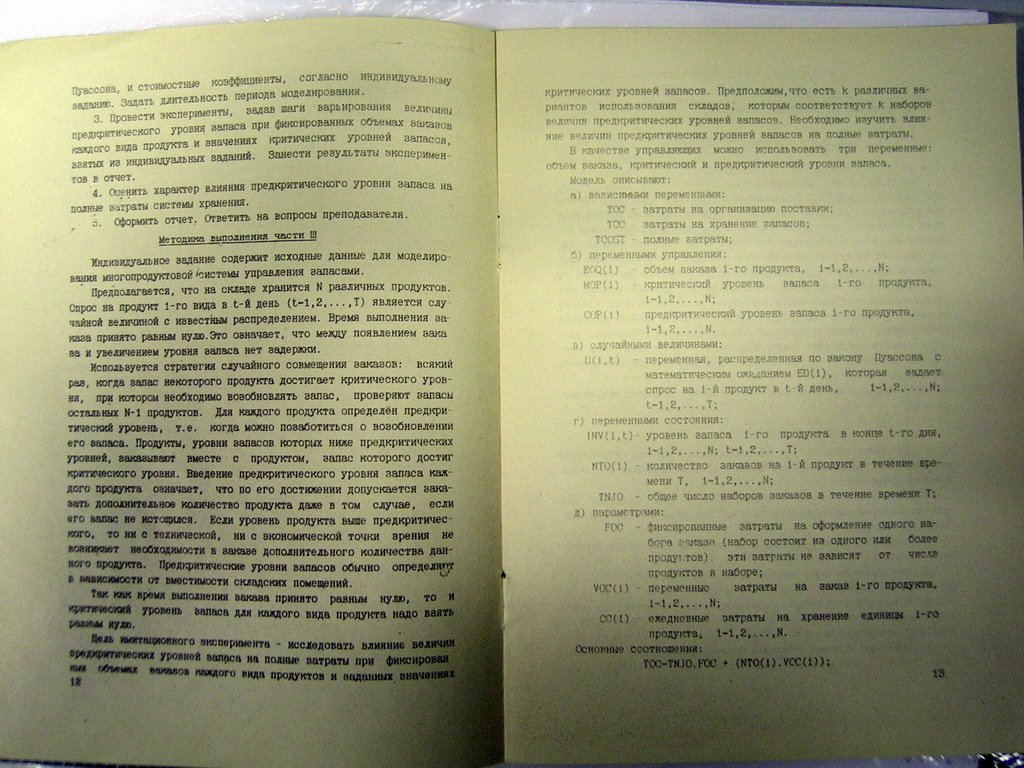 Пуассона, и стоимостные коэффициенты, согласно индивидуальному
заданию. Задать длительность периода моделирования.
3. Провести эксперименты, задав шаги варьирования величины
предкритического уровня запаса при фиксированных объемах заказов
каждого вида продукта и значениях критических уровней запасов,
взятых из индивидуальных заданий. Занести результаты эксперимен-
тов в отчет.
4. Оценить характер влияния предкритического уровня запаса на
полные затраты системы хранения.
5. Оформить отчет. Ответить на вопросы преподавателя.
Методика выполнения части Ш
Индивидуальное задание содержит исходные данные для моделиро-
вания многопродуктовой системы управления запасами.
Предполагается, что на складе хранится N различных продуктов.
Спрос на продукт i-го вида в t-й день (t=1,2,...,T) является слу-
чайной величиной с известным распределением. Время выполнения за-
каза принято равным нулю.Это означает, что между появлением зака
за и увеличением уровня запаса нет задержки.
Используется стратегия случайного совмещения заказов: всякий
раз, когда запас некоторого продукта достигает критического уров-
ня, при котором необходимо возобновлять запас, проверяют запасы
остальных N-1 продуктов. Для каждого продукта определён предкри-
тический уровень, т.е. когда можно позаботиться о возобновлении
его запаса. Продукты, уровни запасов которых ниже предкритических
уровней, заказывают вместе с продуктом, запас которого достиг
критического уровня. Введение предкритического уровня запаса каж-
дого продукта означает, что по его достижении допускается зака-
зать дополнительное количество продукта даже в том случае, если
его запас не истощился. Если уровень продукта выше предкритичес-
кого, то ни с технической, ни с экономической точки зрения не
возникает необходимости в заказе дополнительного количества дан-
ного продукта. Предкритические уровни запасов обычно определяют
в зависимости от вместимости складских помещений.
Так как время выполнения заказа принято равным нулю, то и
критический уровень запаса для каждого вида продукта надо взять
равным нулю.
Цель имитационного эксперимента - исследовать влияние величин
предкритических уровней запаса на полные затраты при фиксирован
ных объемах заказов каждого вида продуктов и заданных значениях
12
критических уровней запасов. Предположим,что есть k различных ва-
риантов использования складов, которым соответствует k наборов
величин предкритических уровней запасов. Необходимо изучить влия-
ние величин предкритических уровней запасов на полные затраты.
В качестве управляющих можно использовать три переменные:
объем заказа, критический и предкритический уровни запаса.
Модель описывают:
а) зависимыми переменными:
TOC - затраты на организацию поставки;
TCC - затраты на хранение запасов;
TCOST - полные затраты;
б) переменными управления:
EOQ(i) - объем заказа i-го продукта, i=1,2,...,N;
MOP(i) - критический уровень запаса i-го продукта,
i=1,2,...,N;
COP(i) - предкритический уровень запаса i-го продукта,
i=1,2,...,N.
в) случайными величинами:
D(i,t) - переменная, распределенная по закону Пуассона с
математическим ожиданием ED(i), которая задает
спрос на i-й продукт в t-й день, i=1,2,...,N;
t=1,2,...,T;
г) переменными состояния:
INV(i,t)- уровень запаса i-го продукта в конце t-го дня,
i=1,2,...,N; t=1,2,...,T;
NTO(i) - количество заказов на i-й продукт в течение вре-
мени T, i=1,2,...,N;
TNJO - общее число наборов заказов в течение времени T;
д) параметрами:
FOC - фиксированные затраты на оформление одного на-
бора заказа (набор состоит из одного или более
продуктов). эти затраты не зависят от числа
продуктов в наборе;
VOC(i) переменные затраты на заказ i-го продукта,
i=1,2,...,N;
CC(i) - ежедневные затраты на хранение единицы i-го
продукта, i=1,2,...,N.
Основные соотношения:
TOC=TNJO.FOC + (NTO(i).VOC(i));
13